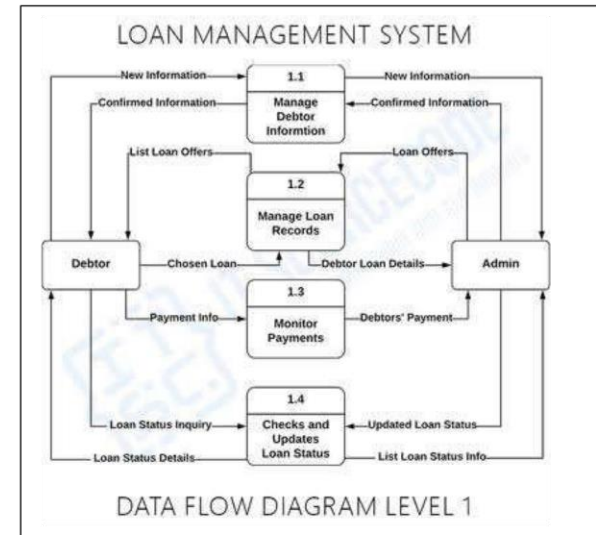 LOAN MANAGEMENT SYSTEM
New Information
1.1
New Information
Confirmed Information
Manage
Debtor
Informtion
Confirmed Information
List Loan Offers
Loan Offers
1.2
Manage Loan
Records
Debtor
Chosen Loan
Debtor Loan Details
Admin
1.3
Payment Info
Monitor
Payments
Debtors' Payment
1.4
Loan Status Inquiry
Checks and
Updates
Loan Status
Updated Loan Status
Loan Status Details
List Loan Status Info
DATA FLOW DIAGRAM LEVEL 1